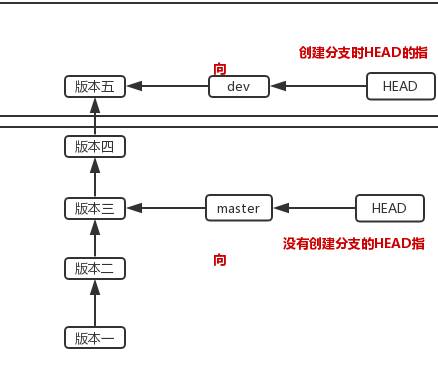 创建分支时HEAD的指
向
版本五
dev
HEAD
版本四
版本三
master
HEAD
没有创建分支的HEAD指
向
版本二
版本一